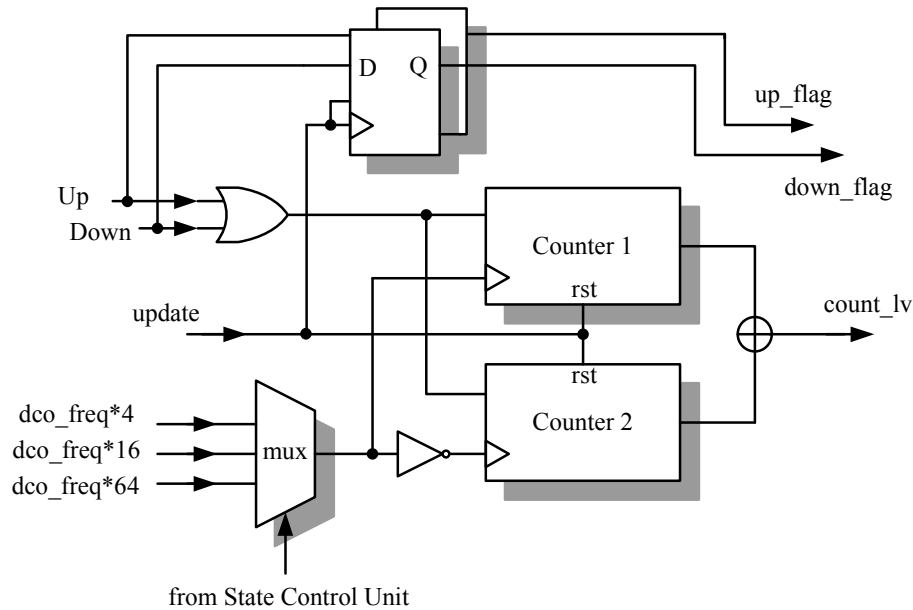 D Q
up_flag
down_flag
Up
Down
Counter 1
rst
update
count_lv
rst
Counter 2
dco_freq*4
dco_freq*16
dco_freq*64
mux
from State Control Unit